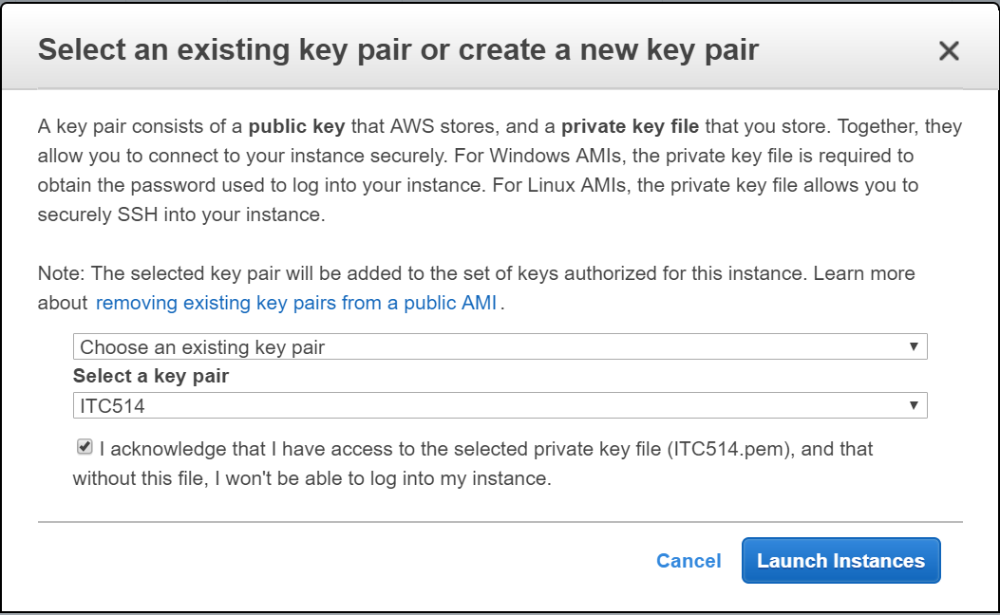 Select an existing key pair or create a new key pair
A key pair consists of a public key that AWS stores, and a private key file that you store. Together, they
allow you to connect to your instance securely. For Windows AMIs, the private key file is required to
obtain the password used to log into your instance. For Linux AMIs, the private key file allows you to
securely SSH into your instance.
Note: The selected key pair will be added to the set of keys authorized for this instance. Learn more
about removing existing key pairs from a public AMI.
Choose an existing key pair
Select a key pair
ITC514
I acknowledge that I have access to the selected private key file (ITC514.pem), and that
without this file, I won't be able to log into my instance.
Cancel Launch Instances